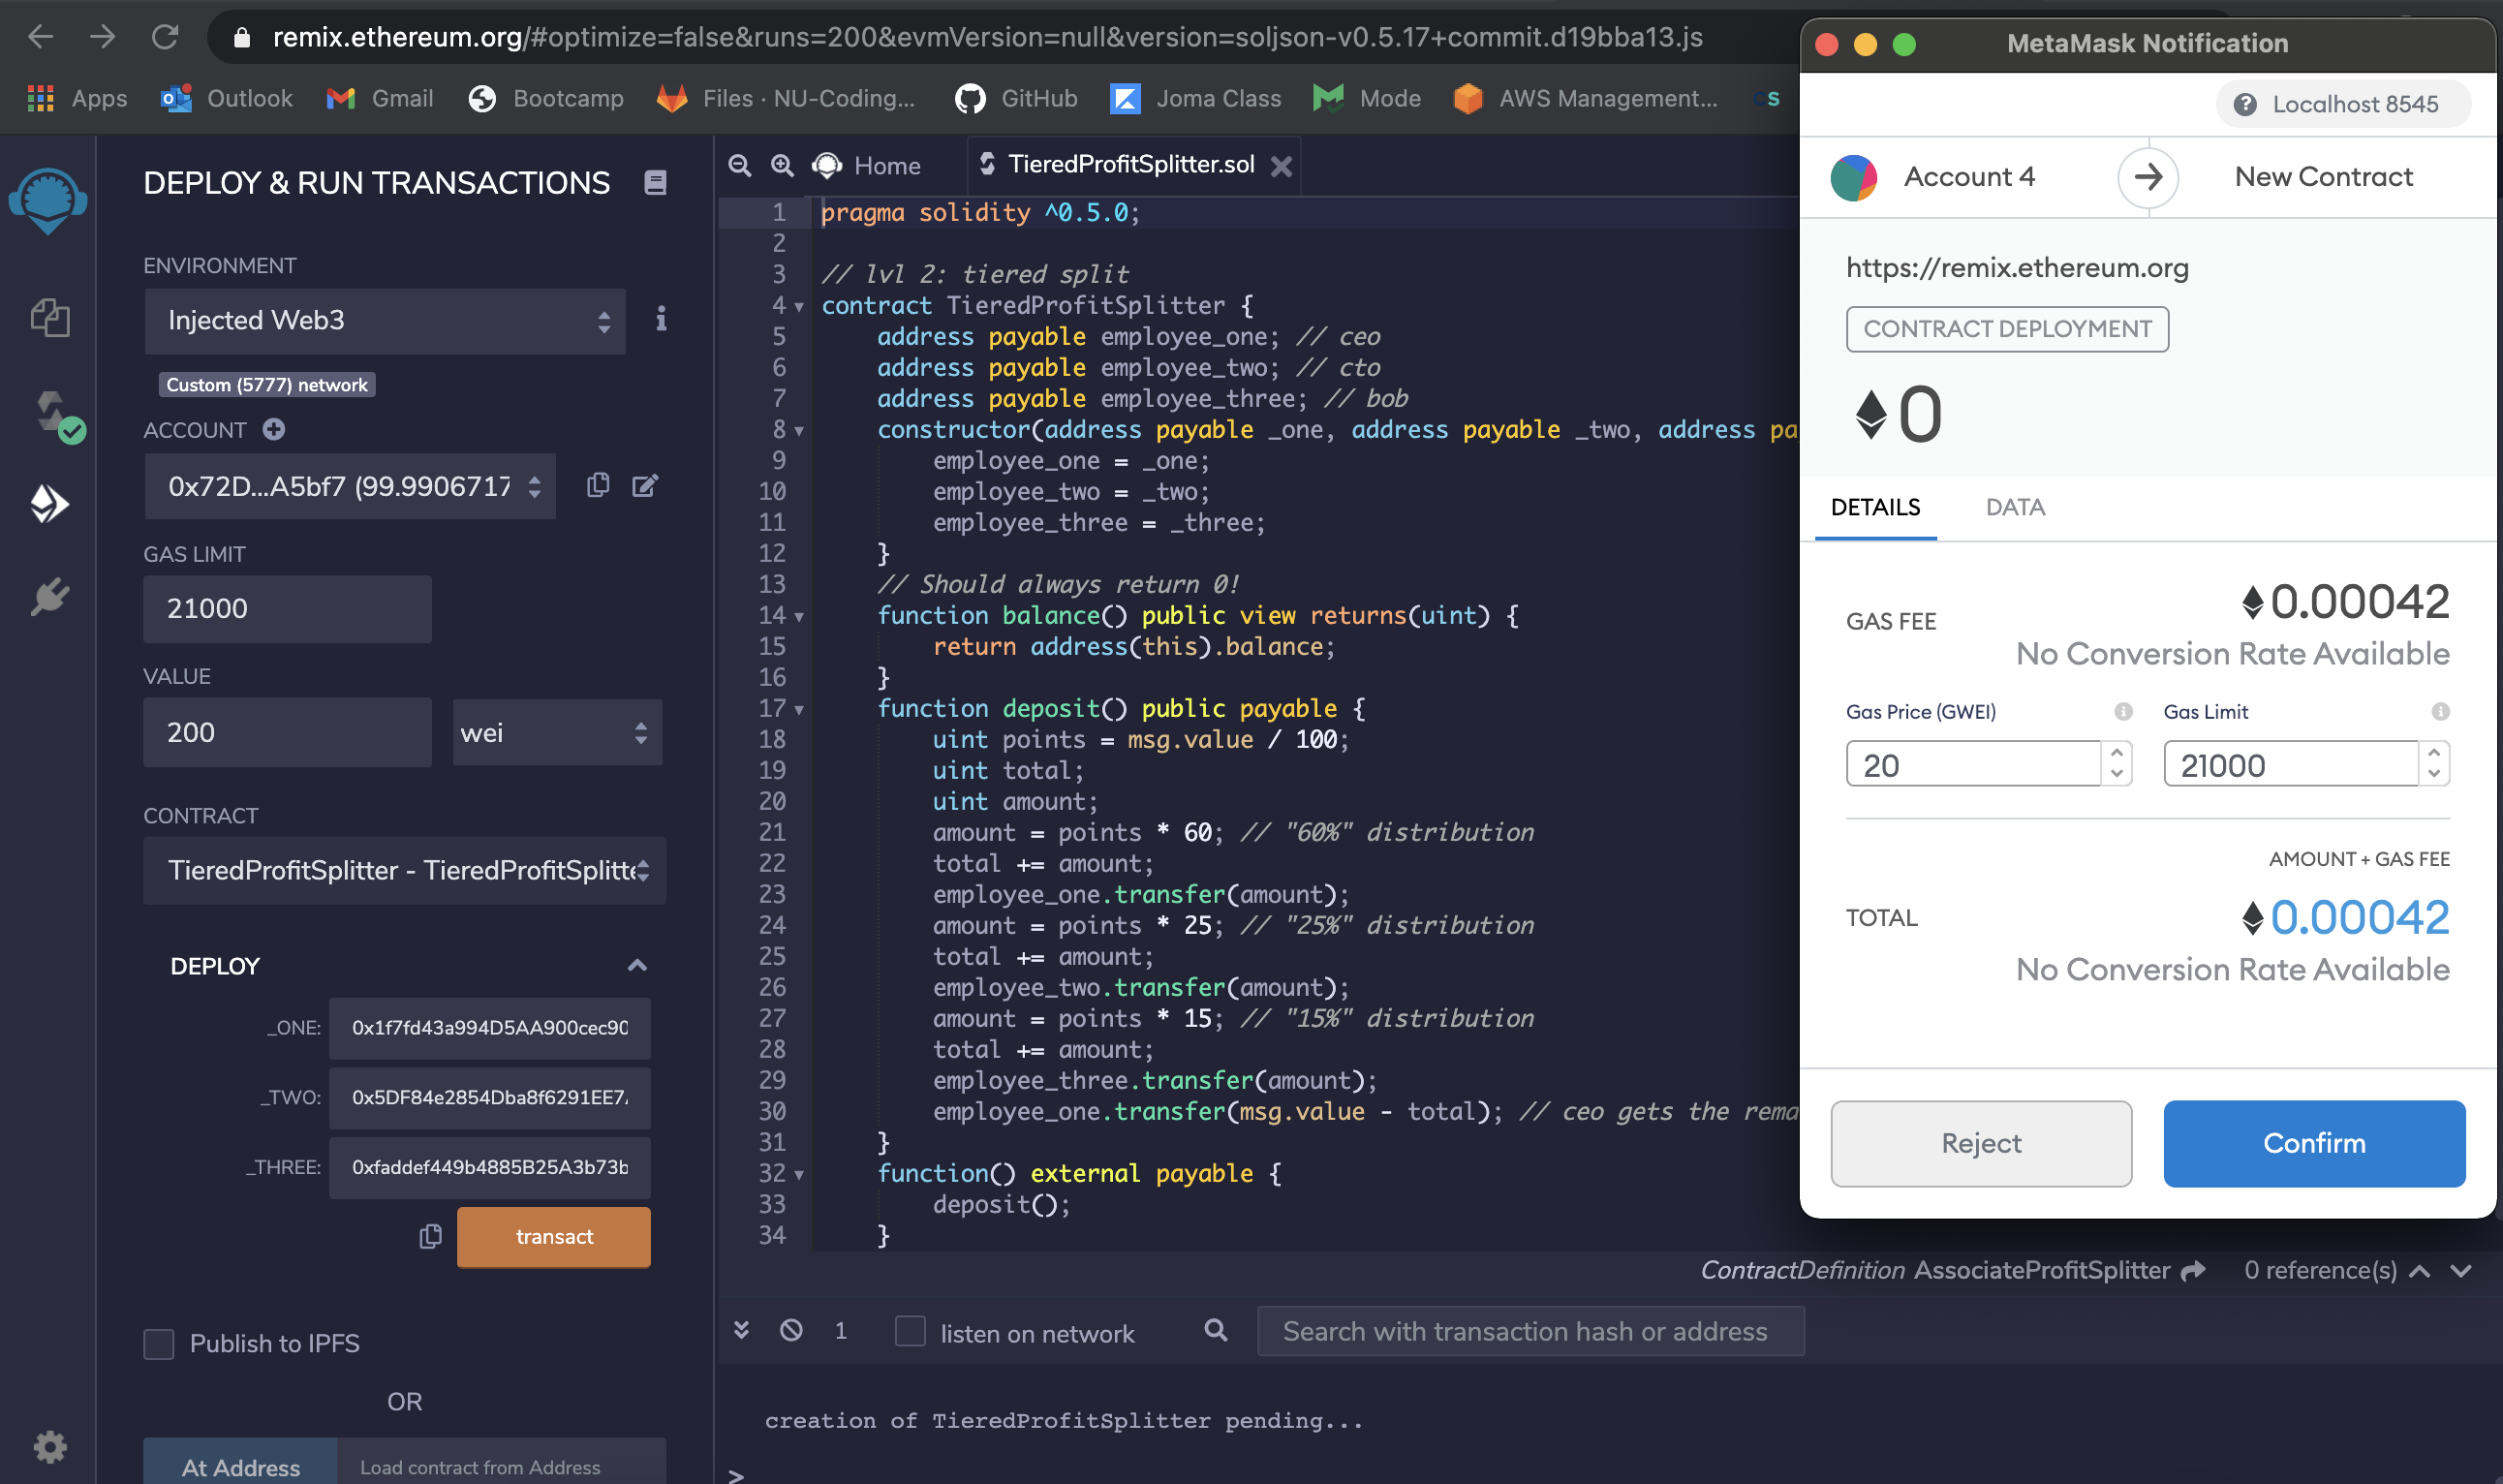 remix.ethereum.org/#optimize=false&runs=200&evmVersion=null&version=soljson-v0.5.17+commit.d19bba13.js
Apps
Outlook
Gmail
Bootcamp
Files · NU-Coding...
GitHub
Joma Class
Mode
AWS Management...
CS
DEPLOY & RUN TRANSACTIONS
ENVIRONMENT
Injected Web3
Custom (5777) network
ACCOUNT
0x72D...A5bf7 (99.9906717
GAS LIMIT
21000
VALUE
200
wei
CONTRACT
TieredProfitSplitter - TieredProfitSplitte
DEPLOY
_ONE:
0x1f7fd43a994D5AA900cec90
_TWO:
0x5DF84e2854Dba8f6291EE7
_THREE:
0xfaddef449b4885B25A3b73b
transact
Publish to IPFS
OR
At Address
Load contract from Address
Home
TieredProfitSplitter.sol
1 pragma solidity ^0.5.0;
2
3 // lvl 2: tiered split
4 contract TieredProfitSplitter {
5 address payable employee_one; // ceo
6 address payable employee_two; // cto
7 address payable employee_three; // bob
8 constructor(address payable _one, address payable _two, address pa
9 employee_one = _one;
10 employee_two = _two;
11 employee_three = _three;
12 }
13 // Should always return 0!
14 function balance() public view returns(uint) {
15 return address(this).balance;
16 }
17 function deposit() public payable {
18 uint points = msg.value / 100;
19 uint total;
20 uint amount;
21 amount = points * 60; // "60%" distribution
22 total += amount;
23 employee_one.transfer(amount);
24 amount = points * 25; // "25%" distribution
25 total += amount;
26 employee_two.transfer(amount);
27 amount = points * 15; // "15%" distribution
28 total += amount;
29 employee_three.transfer(amount);
30 employee_one.transfer(msg.value - total); // ceo gets the rema
31 }
32 function() external payable {
33 deposit();
34 }
ContractDefinition AssociateProfitSplitter
0 reference(s)
1
listen on network
Search with transaction hash or address
creation of TieredProfitSplitter pending...
>
MetaMask Notification
Localhost 8545
Account 4
New Contract
https://remix.ethereum.org
CONTRACT DEPLOYMENT
0
DETAILS
DATA
GAS FEE
0.00042
No Conversion Rate Available
Gas Price (GWEI)
Gas Limit
20
21000
AMOUNT + GAS FEE
TOTAL
0.00042
No Conversion Rate Available
Reject
Confirm